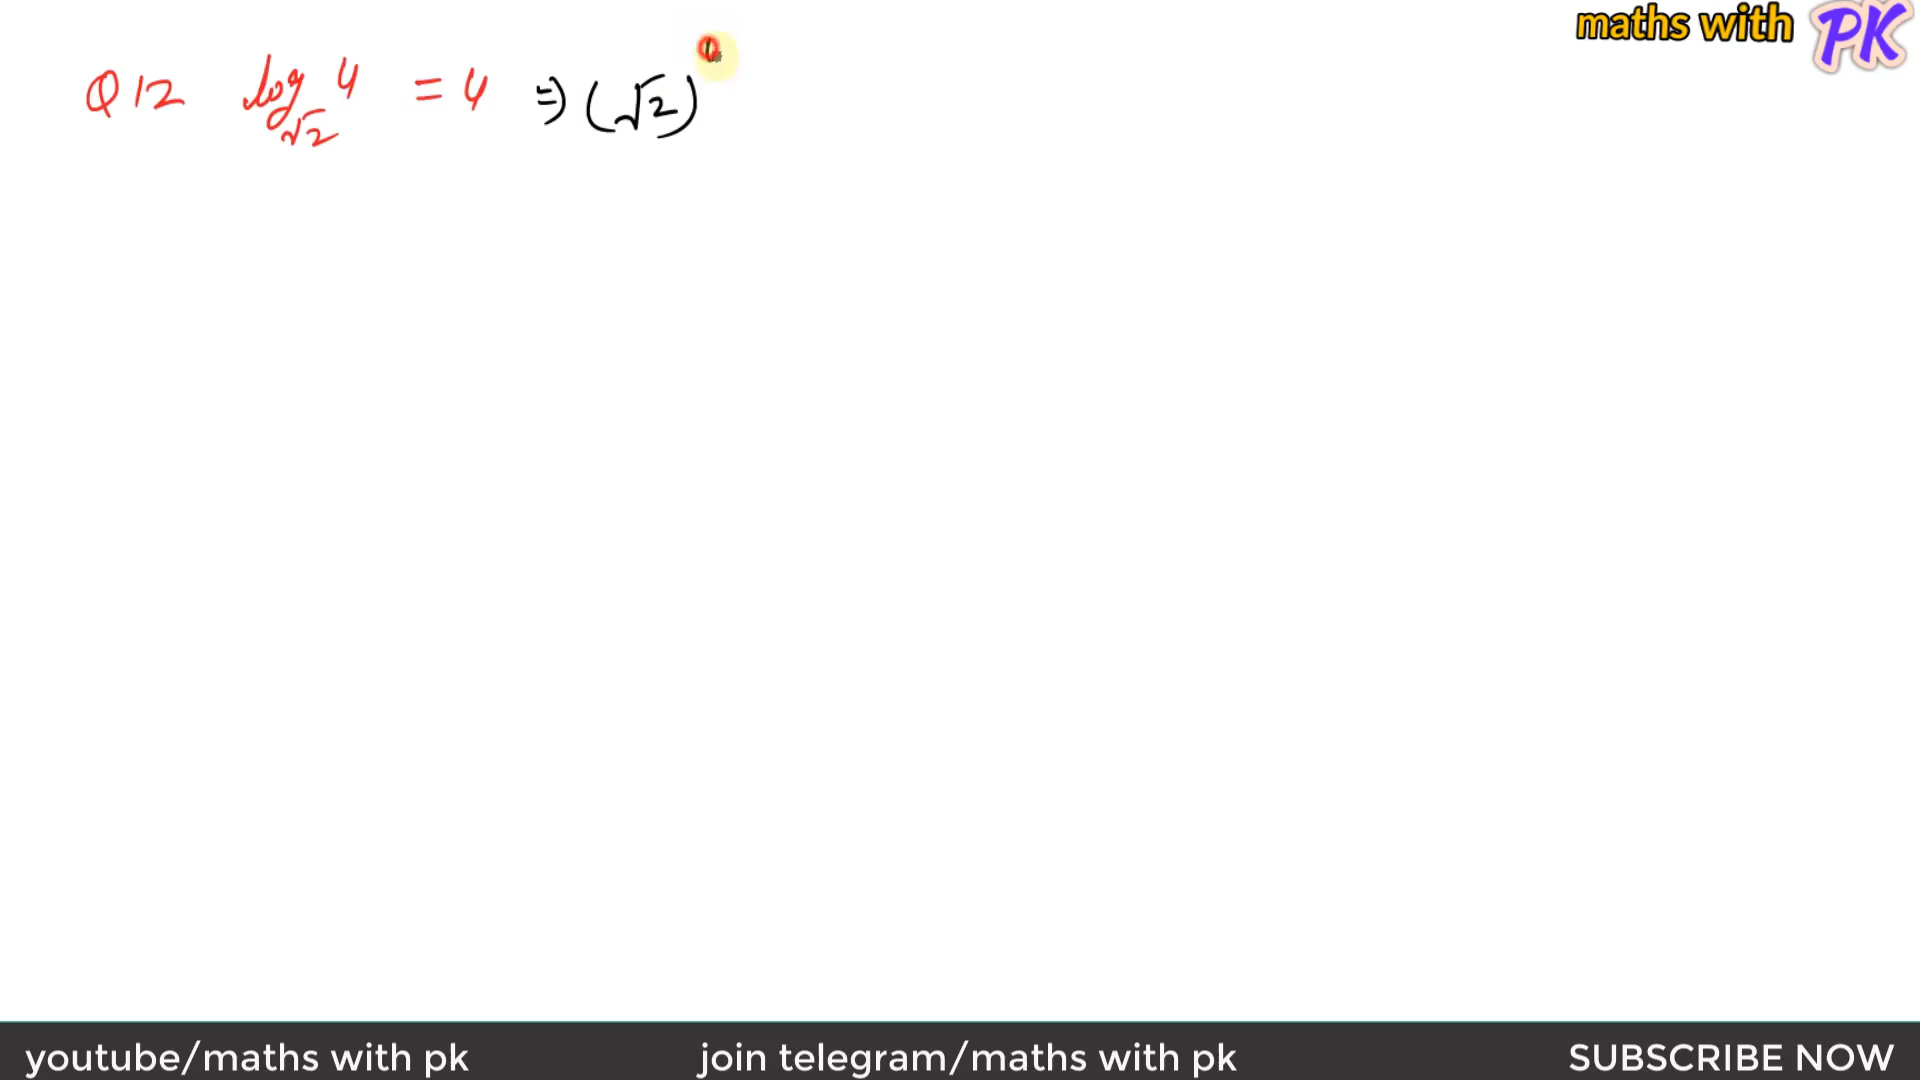 maths with PK
Q12 log_√2 4 = 4 ⇒ (√2)
youtube/maths with pk
join telegram/maths with pk
SUBSCRIBE NOW